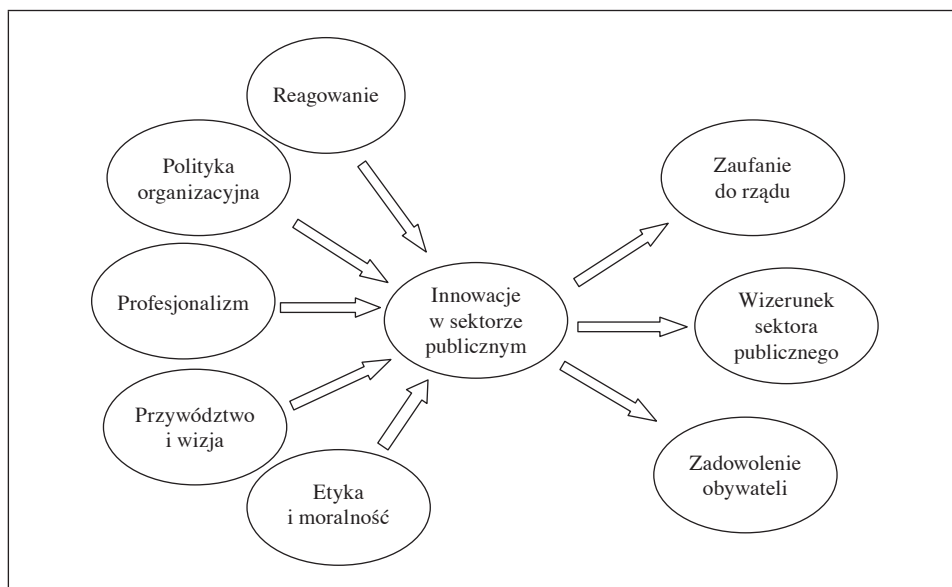 Reagowanie
Polityka
organizacyjna
Profesjonalizm
Przywództwo
i wizja
Etyka
i moralność
Innowacje
w sektorze
publicznym
Zaufanie
do rządu
Wizerunek
sektora
publicznego
Zadowolenie
obywateli